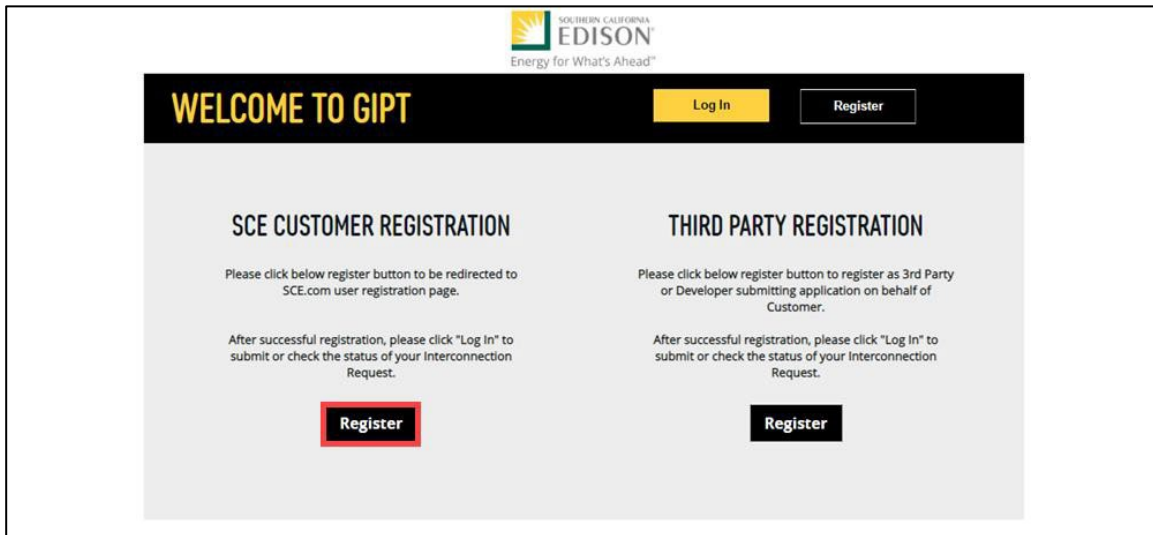 SOUTHERN CALIFORNIA
EDISON®
Energy for What's Ahead℠
WELCOME TO GIPT
Log In
Register
SCE CUSTOMER REGISTRATION
Please click below register button to be redirected to
SCE.com user registration page.
After successful registration, please click "Log In" to
submit or check the status of your Interconnection
Request.
Register
THIRD PARTY REGISTRATION
Please click below register button to register as 3rd Party
or Developer submitting application on behalf of
Customer.
After successful registration, please click "Log In" to
submit or check the status of your Interconnection
Request.
Register